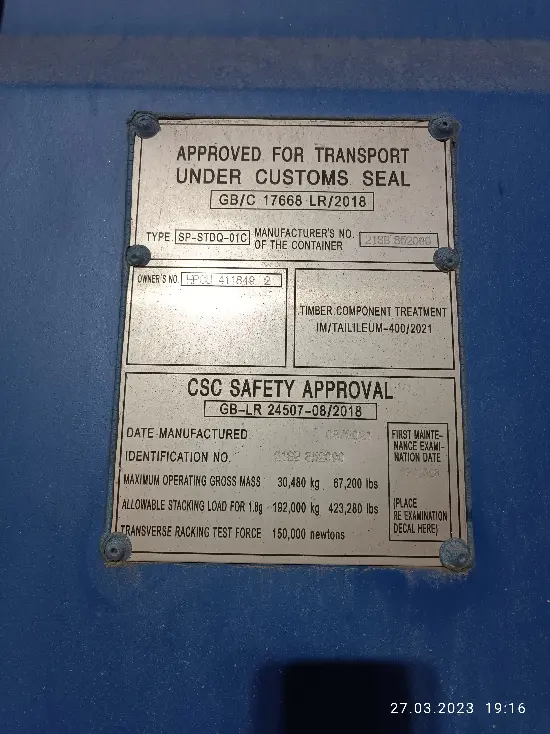 APPROVED FOR TRANSPORT
UNDER CUSTOMS SEAL
GB/C 17668 LR/2018
TYPE SP-STDQ-01C MANUFACTURER'S NO.
OF THE CONTAINER
OWNER'S NO.
TIMBER COMPONENT TREATMENT
IM/TAILILEUM-400/2021
CSC SAFETY APPROVAL
GB-LR 24507-08/2018
DATE MANUFACTURED
IDENTIFICATION NO.
MAXIMUM OPERATING GROSS MASS 30,480 kg 67,200 lbs
ALLOWABLE STACKING LOAD FOR 1.8g 192,000 kg 423,280 lbs
TRANSVERSE RACKING TEST FORCE 150,000 newtons
FIRST MAINTE-
NANCE EXAMI-
NATION DATE
(PLACE
RE EXAMINATION
DECAL HERE)
27.03.2023 19:16